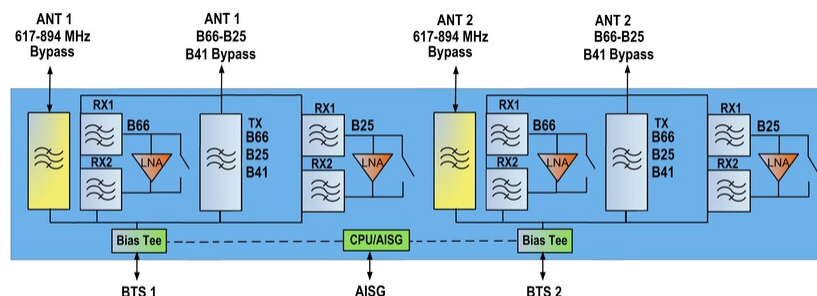 ANT 1
617-894 MHz
Bypass
ANT 1
B66-B25
B41 Bypass
ANT 2
617-894 MHz
Bypass
ANT 2
B66-B25
B41 Bypass
RX1
B66
RX2
LNA
TX
B66
B25
B41
RX1
B25
RX2
LNA
RX1
B66
RX2
LNA
TX
B66
B25
B41
RX1
B25
RX2
LNA
Bias Tee
CPU/AISG
Bias Tee
BTS 1
AISG
BTS 2